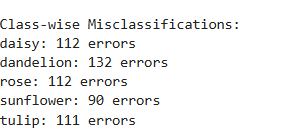 Class-wise Misclassifications:
daisy: 112 errors
dandelion: 132 errors
rose: 112 errors
sunflower: 90 errors
tulip: 111 errors